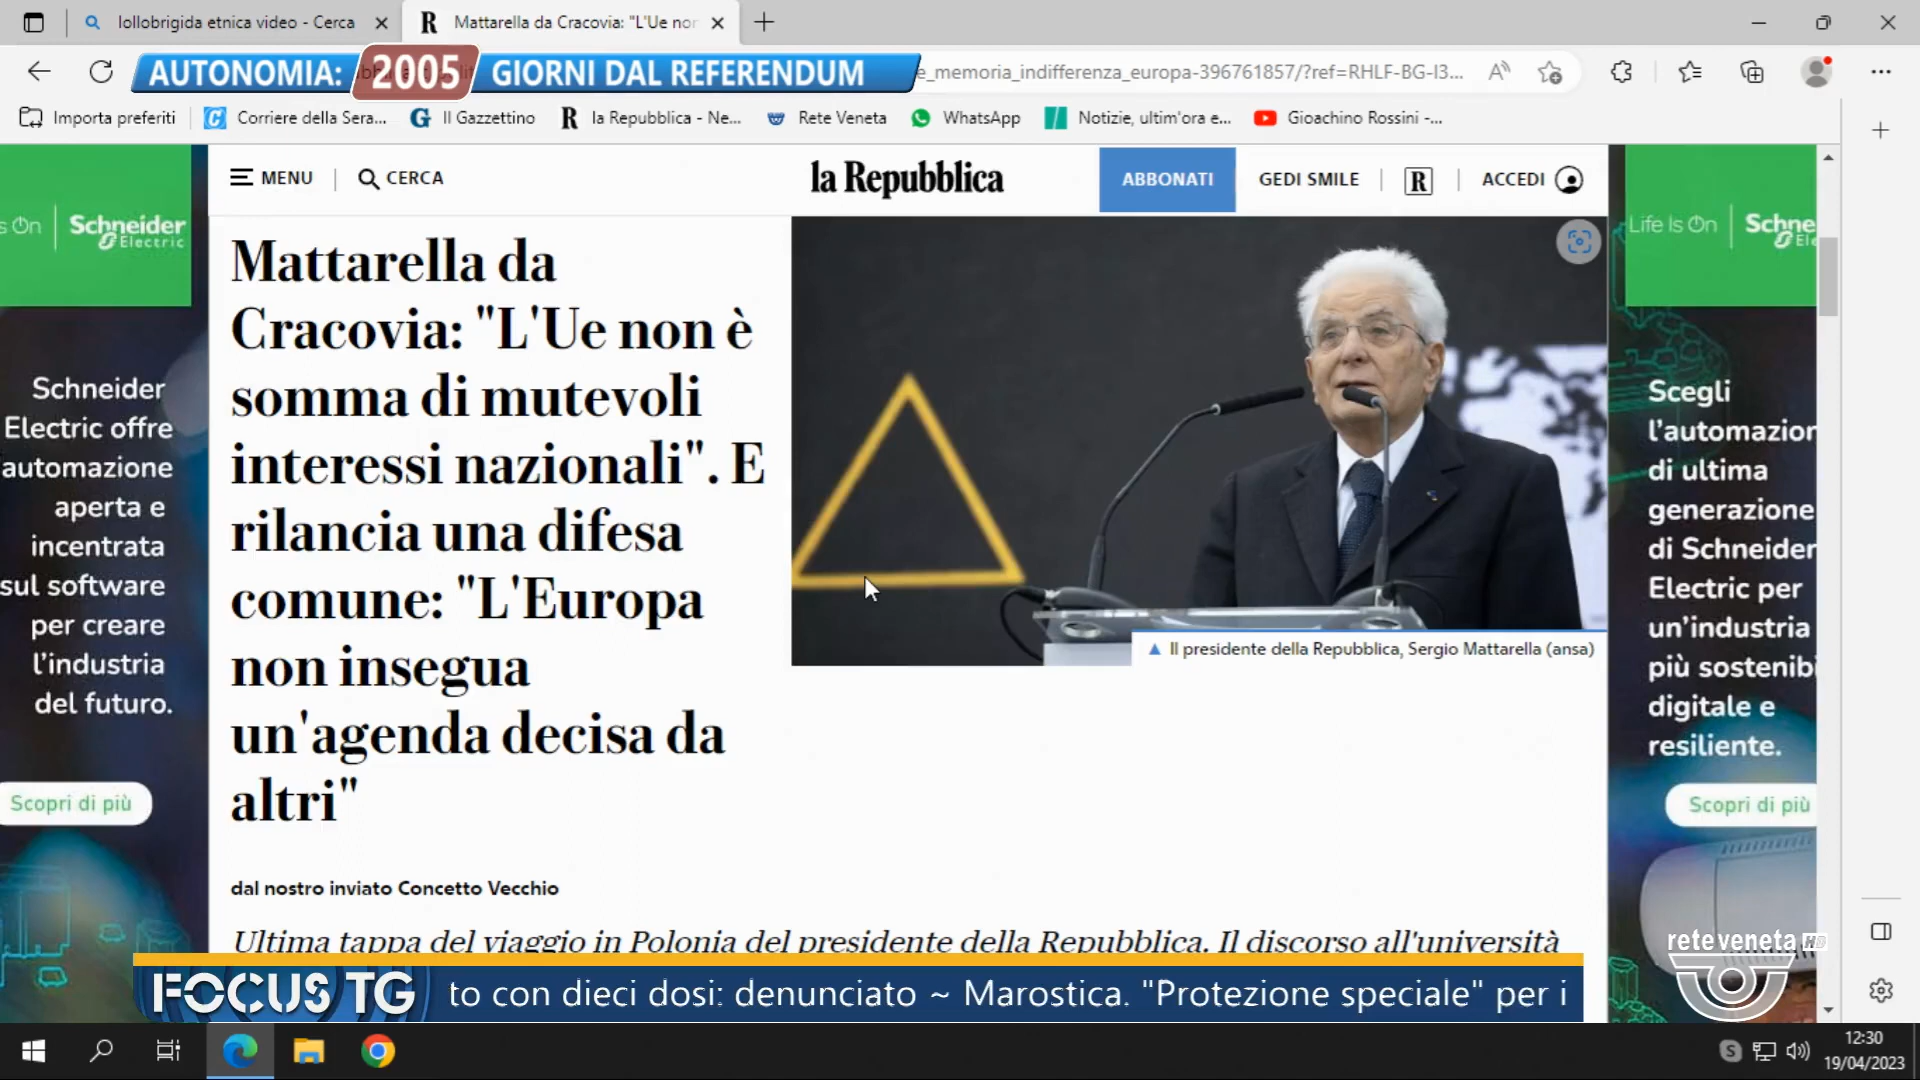 lollobrigida etnica video - Cerca
Mattarella da Cracovia: "L'Ue no
AUTONOMIA: 2005 GIORNI DAL REFERENDUM
e_memoria_indifferenza_europa-396761857/?ref=RHLF-BG-I3...
Importa preferiti
Corriere della Sera...
Il Gazzettino
la Repubblica - Ne...
Rete Veneta
WhatsApp
Notizie, ultim'ora e...
Gioachino Rossini -...
MENU
CERCA
la Repubblica
ABBONATI
GEDI SMILE
R
ACCEDI
Schneider
Electric
Life Is On
Schne
Ele
Mattarella da
Cracovia: "L'Ue non è
somma di mutevoli
interessi nazionali". E
rilancia una difesa
comune: "L'Europa
non insegua
un'agenda decisa da
altri"
Il presidente della Repubblica, Sergio Mattarella (ansa)
dal nostro inviato Concetto Vecchio
Ultima tappa del viaggio in Polonia del presidente della Repubblica. Il discorso all'università
Schneider
Electric offre
automazione
aperta e
incentrata
sul software
per creare
l'industria
del futuro.
Scopri di più
Scegli
l'automazion
di ultima
generazione
di Schneider
Electric per
un'industria
più sostenibi
digitale e
resiliente.
Scopri di più
reteveneta HD
FOCUS TG
to con dieci dosi: denunciato ~ Marostica. "Protezione speciale" per i
12:30
19/04/2023